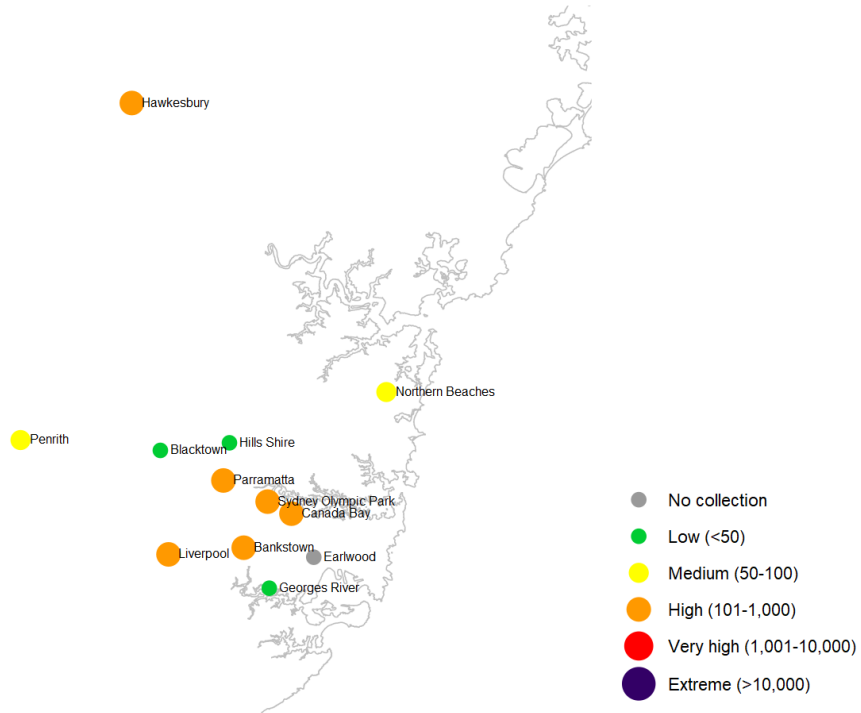 Hawkesbury
Northern Beaches
Penrith
Hills Shire
Blacktown
Parramatta
Sydney Olympic Park
Canada Bay
Bankstown
Liverpool
Earlwood
Georges River
No collection
Low (<50)
Medium (50-100)
High (101-1,000)
Very high (1,001-10,000)
Extreme (>10,000)